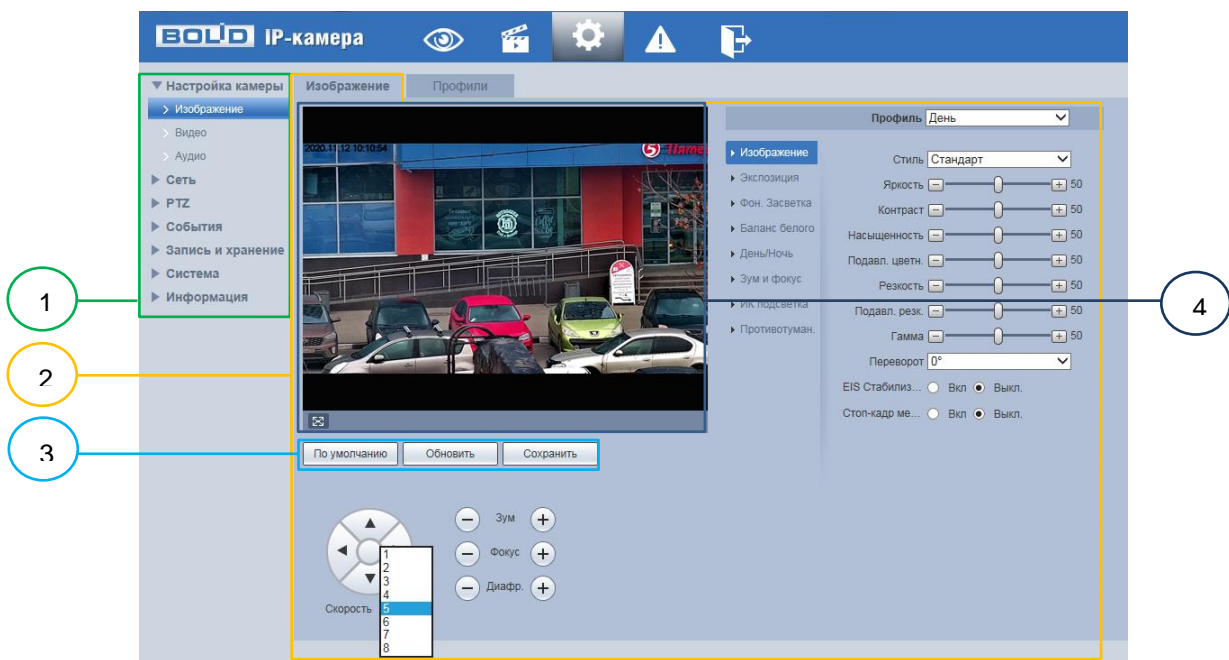 BOLID IP-камера
Настройка камеры
Изображение
Видео
Аудио
Сеть
PTZ
События
Запись и хранение
Система
Информация
Изображение
Профили
2020.11.12 10:10:54
5
По умолчанию
Обновить
Сохранить
Зум
Фокус
Диафр.
Скорость
1
2
3
4
5
6
7
8
Профиль День
Изображение
Экспозиция
Фон. Засветка
Баланс белого
День/Ночь
Зум и фокус
ИК подсветка
Противотуман.
Стиль Стандарт
Яркость 50
Контраст 50
Насыщенность 50
Подавл. цветн. 50
Резкость 50
Подавл. резк. 50
Гамма 50
Переворот 0°
EIS Стабилиз... Вкл Выкл.
Стоп-кадр ме... Вкл Выкл.
1
2
3
4